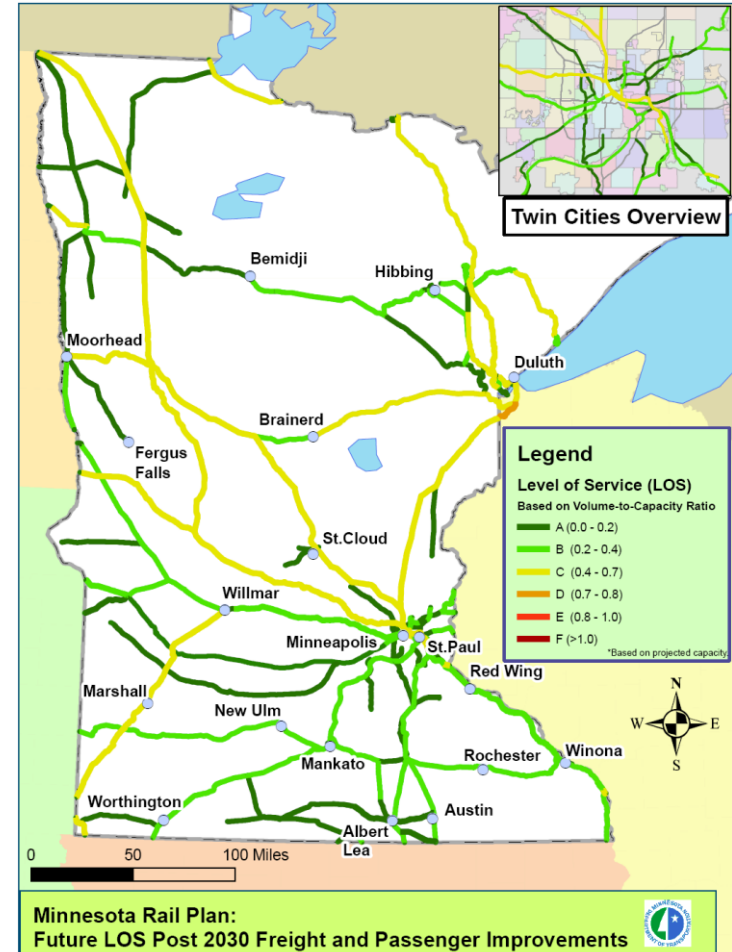 Twin Cities Overview
Bemidji
Hibbing
Moorhead
Duluth
Brainerd
Fergus
Falls
Legend
Level of Service (LOS)
Based on Volume-to-Capacity Ratio
A (0.0 - 0.2)
B (0.2 - 0.4)
C (0.4 - 0.7)
D (0.7 - 0.8)
E (0.8 - 1.0)
F (>1.0)
*Based on projected capacity.
St.Cloud
Willmar
Minneapolis
St.Paul
Red Wing
N
W
E
S
Marshall
New Ulm
Mankato
Rochester
Winona
Worthington
Albert
Lea
Austin
0
50
100 Miles
Minnesota Rail Plan:
Future LOS Post 2030 Freight and Passenger Improvements